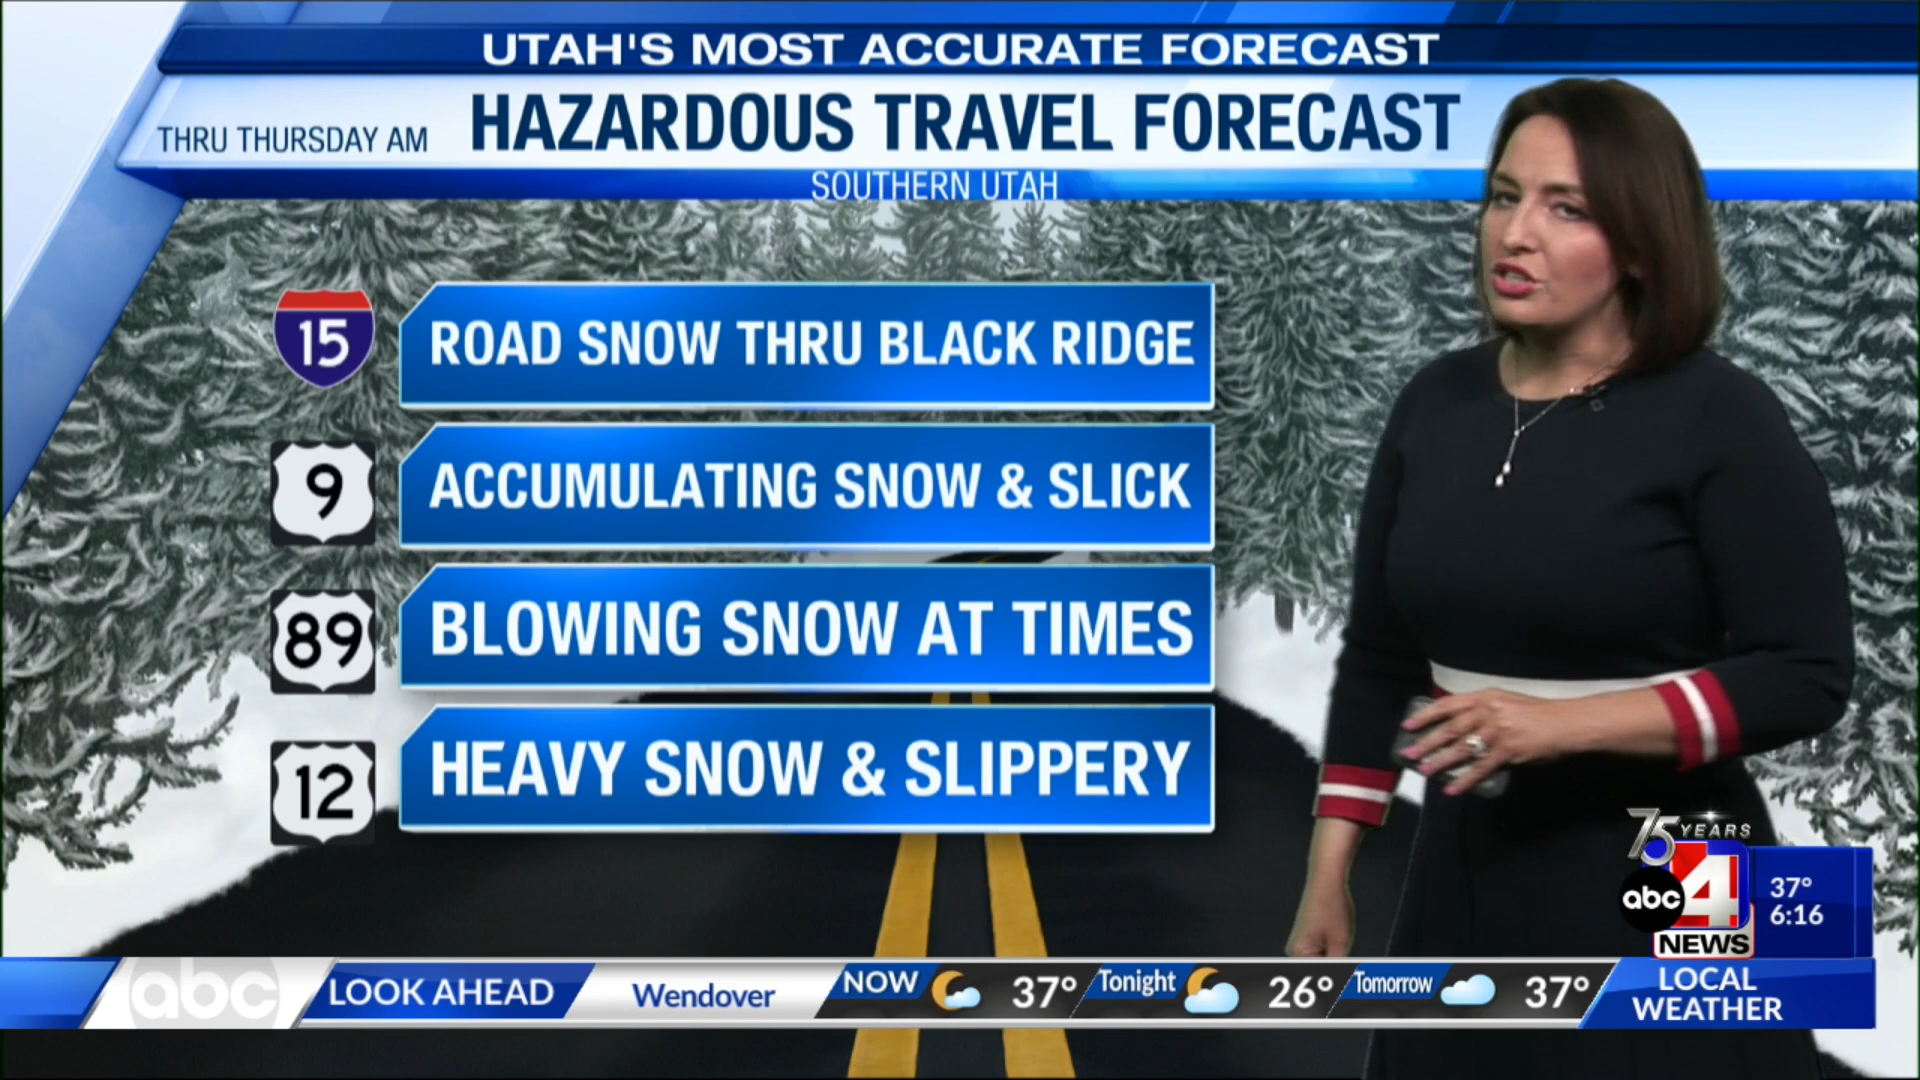 UTAH'S MOST ACCURATE FORECAST
THRU THURSDAY AM
HAZARDOUS TRAVEL FORECAST
SOUTHERN UTAH
15
ROAD SNOW THRU BLACK RIDGE
9
ACCUMULATING SNOW & SLICK
89
BLOWING SNOW AT TIMES
12
HEAVY SNOW & SLIPPERY
75 YEARS
abc 4
NEWS
37°
6:16
abc
LOOK AHEAD
Wendover
NOW
37°
Tonight
26°
Tomorrow
37°
LOCAL
WEATHER